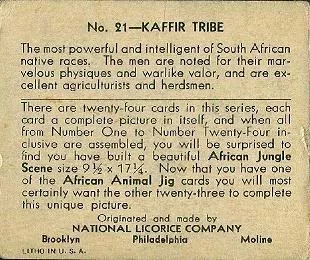 No. 21—KAFFIR TRIBE
The most powerful and intelligent of South African
native races. The men are noted for their mar-
velous physiques and warlike valor, and are ex-
cellent agriculturists and herdsmen.
There are twenty-four cards in this series, each
card a complete picture in itself, and when all
from Number One to Number Twenty-Four in-
clusive are assembled, you will be surprised to
find you have built a beautiful African Jungle
Scene size 9½ x 17¼. Now that you have one
of the African Animal Jig cards you will most
certainly want the other twenty-three to complete
this unique picture.
Originated and made by
NATIONAL LICORICE COMPANY
Brooklyn Philadelphia Moline
LITHO IN U. S. A.